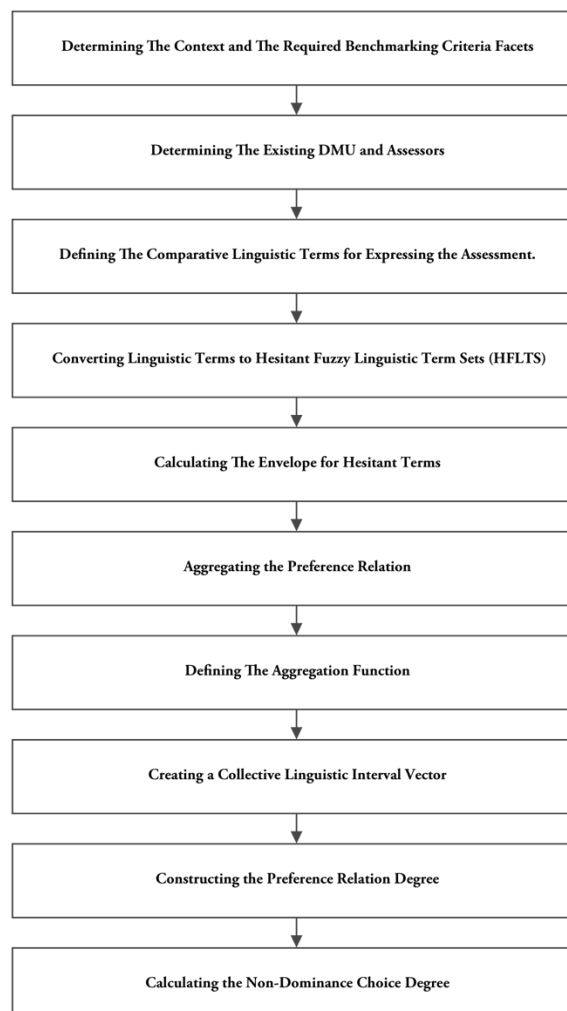 Determining The Context and The Required Benchmarking Criteria Facets
Determining The Existing DMU and Assessors
Defining The Comparative Linguistic Terms for Expressing the Assessment.
Converting Linguistic Terms to Hesitant Fuzzy Linguistic Term Sets (HFLTS)
Calculating The Envelope for Hesitant Terms
Aggregating the Preference Relation
Defining The Aggregation Function
Creating a Collective Linguistic Interval Vector
Constructing the Preference Relation Degree
Calculating the Non-Dominance Choice Degree